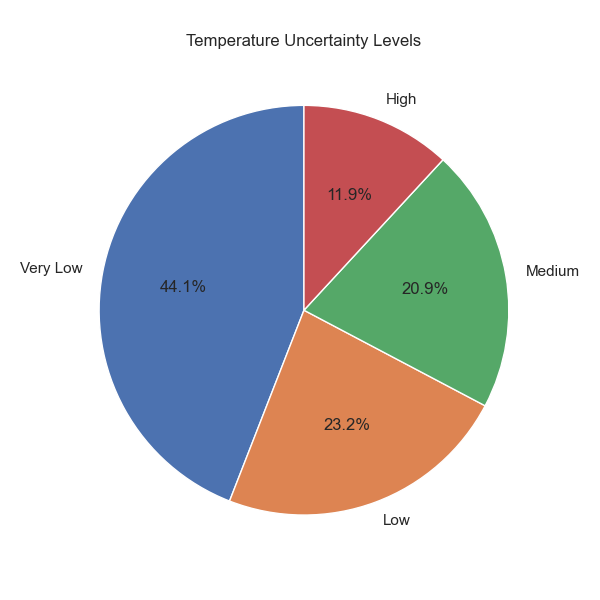 Temperature Uncertainty Levels
High
11.9%
Very Low
44.1%
Medium
20.9%
23.2%
Low